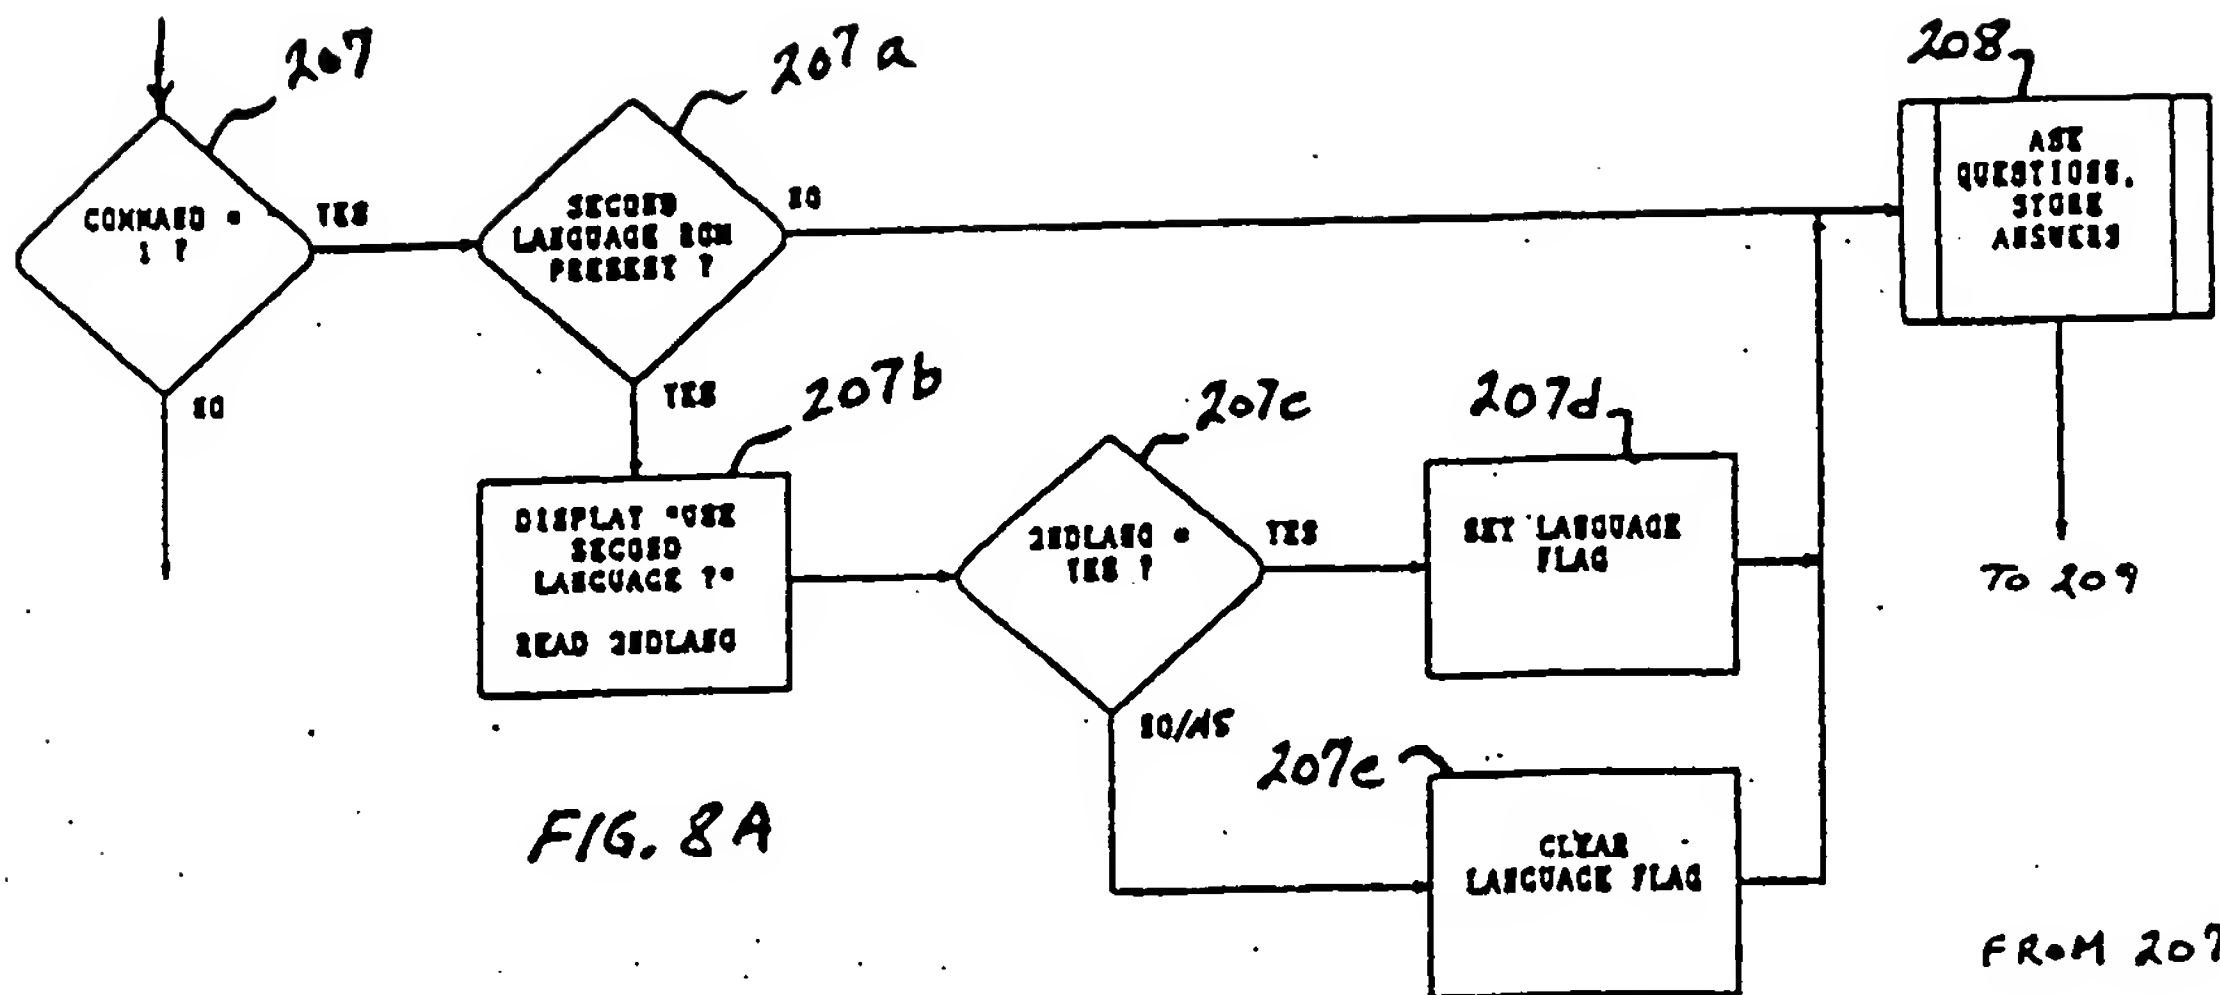 207
COMMAND =
1 ?
YES
NO
207a
SECOND
LANGUAGE ROM
PRESENT ?
NO
YES
208
ASK
QUESTIONS,
STORE
ANSWERS
TO 209
207b
DISPLAY "USE
SECOND
LANGUAGE ?"
READ 2NDLANG
207c
2NDLANG =
YES ?
YES
NO/NS
207d
SET LANGUAGE
FLAG
207e
CLEAR
LANGUAGE FLAG
FIG. 8A
FROM 207